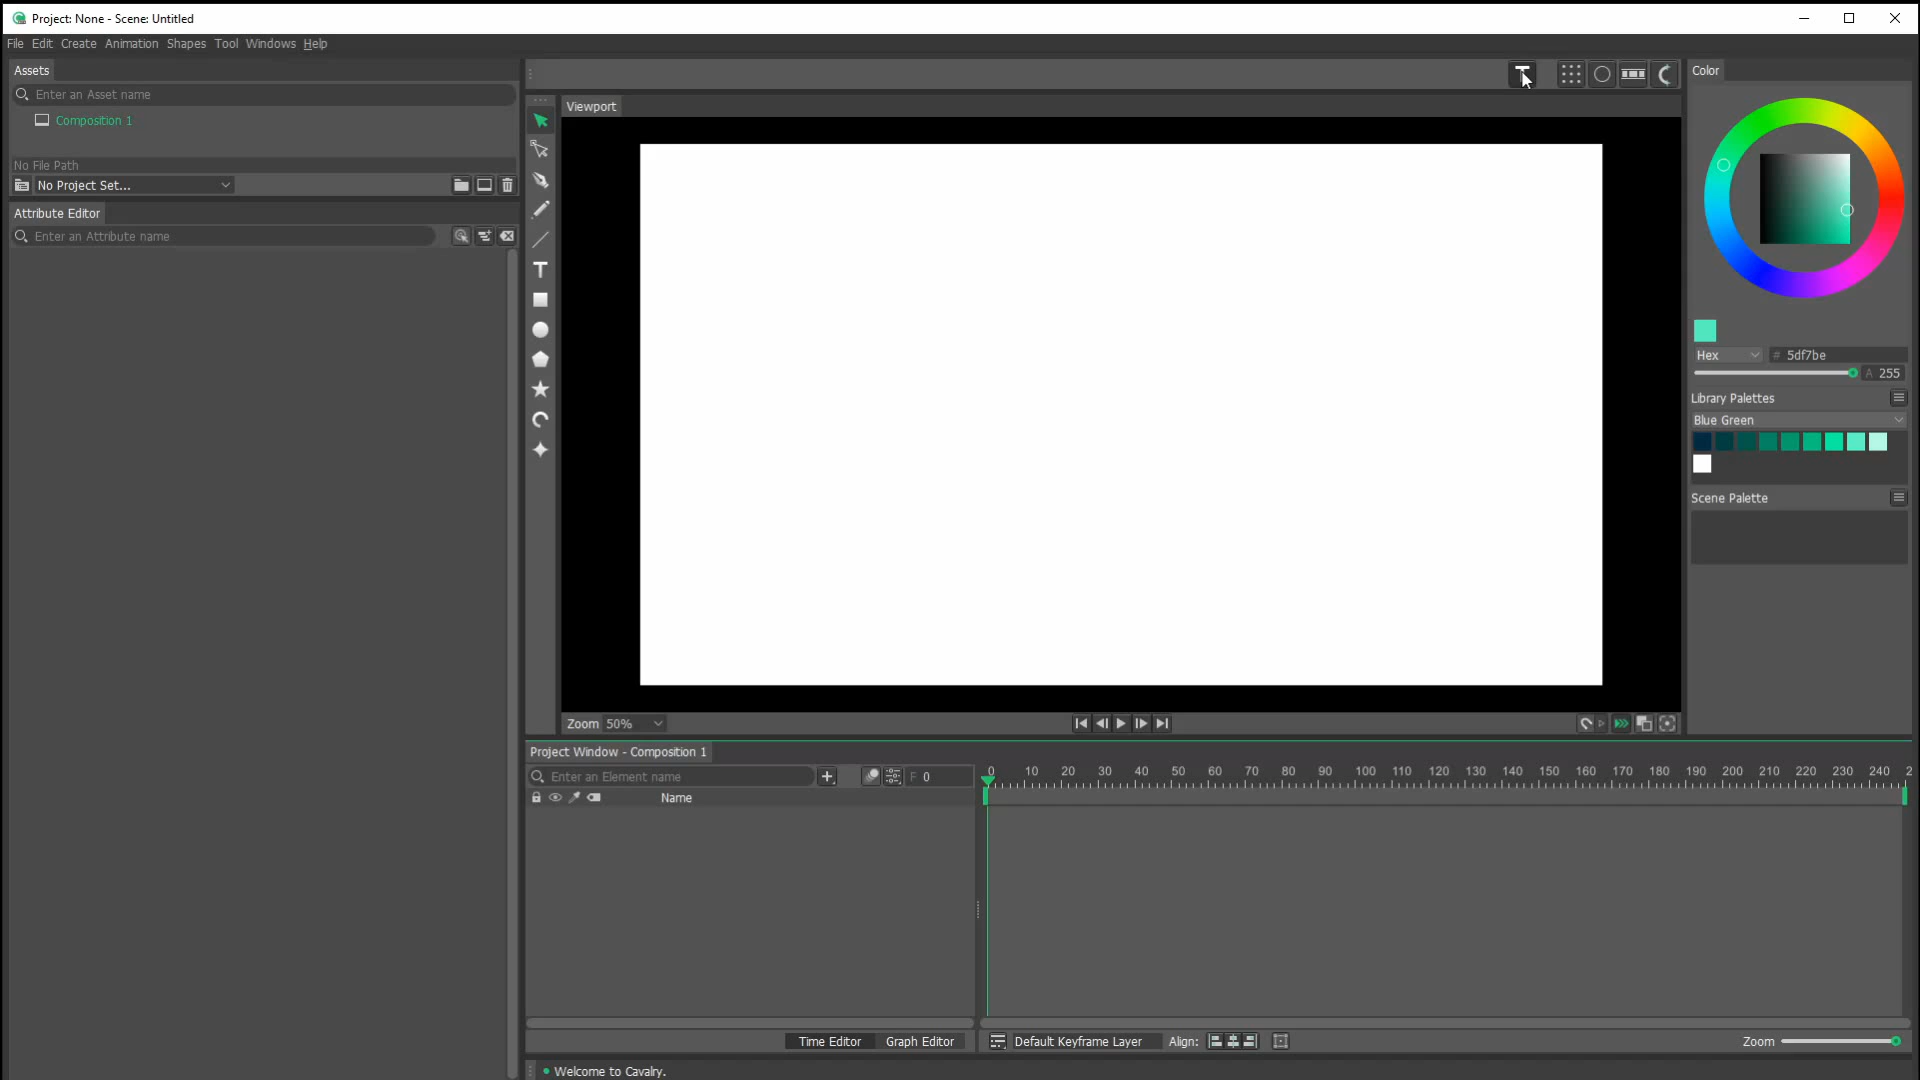 Project: None - Scene: Untitled
File Edit Create Animation Shapes Tool Windows Help
Assets
Enter an Asset name
Composition 1
No File Path
No Project Set...
Attribute Editor
Enter an Attribute name
Viewport
Zoom 50%
Color
Hex # 5df7be
A 255
Library Palettes
Blue Green
Scene Palette
Project Window - Composition 1
Enter an Element name F 0
Name
0 10 20 30 40 50 60 70 80 90 100 110 120 130 140 150 160 170 180 190 200 210 220 230 240 2
Time Editor Graph Editor Default Keyframe Layer Align: Zoom
Welcome to Cavalry.